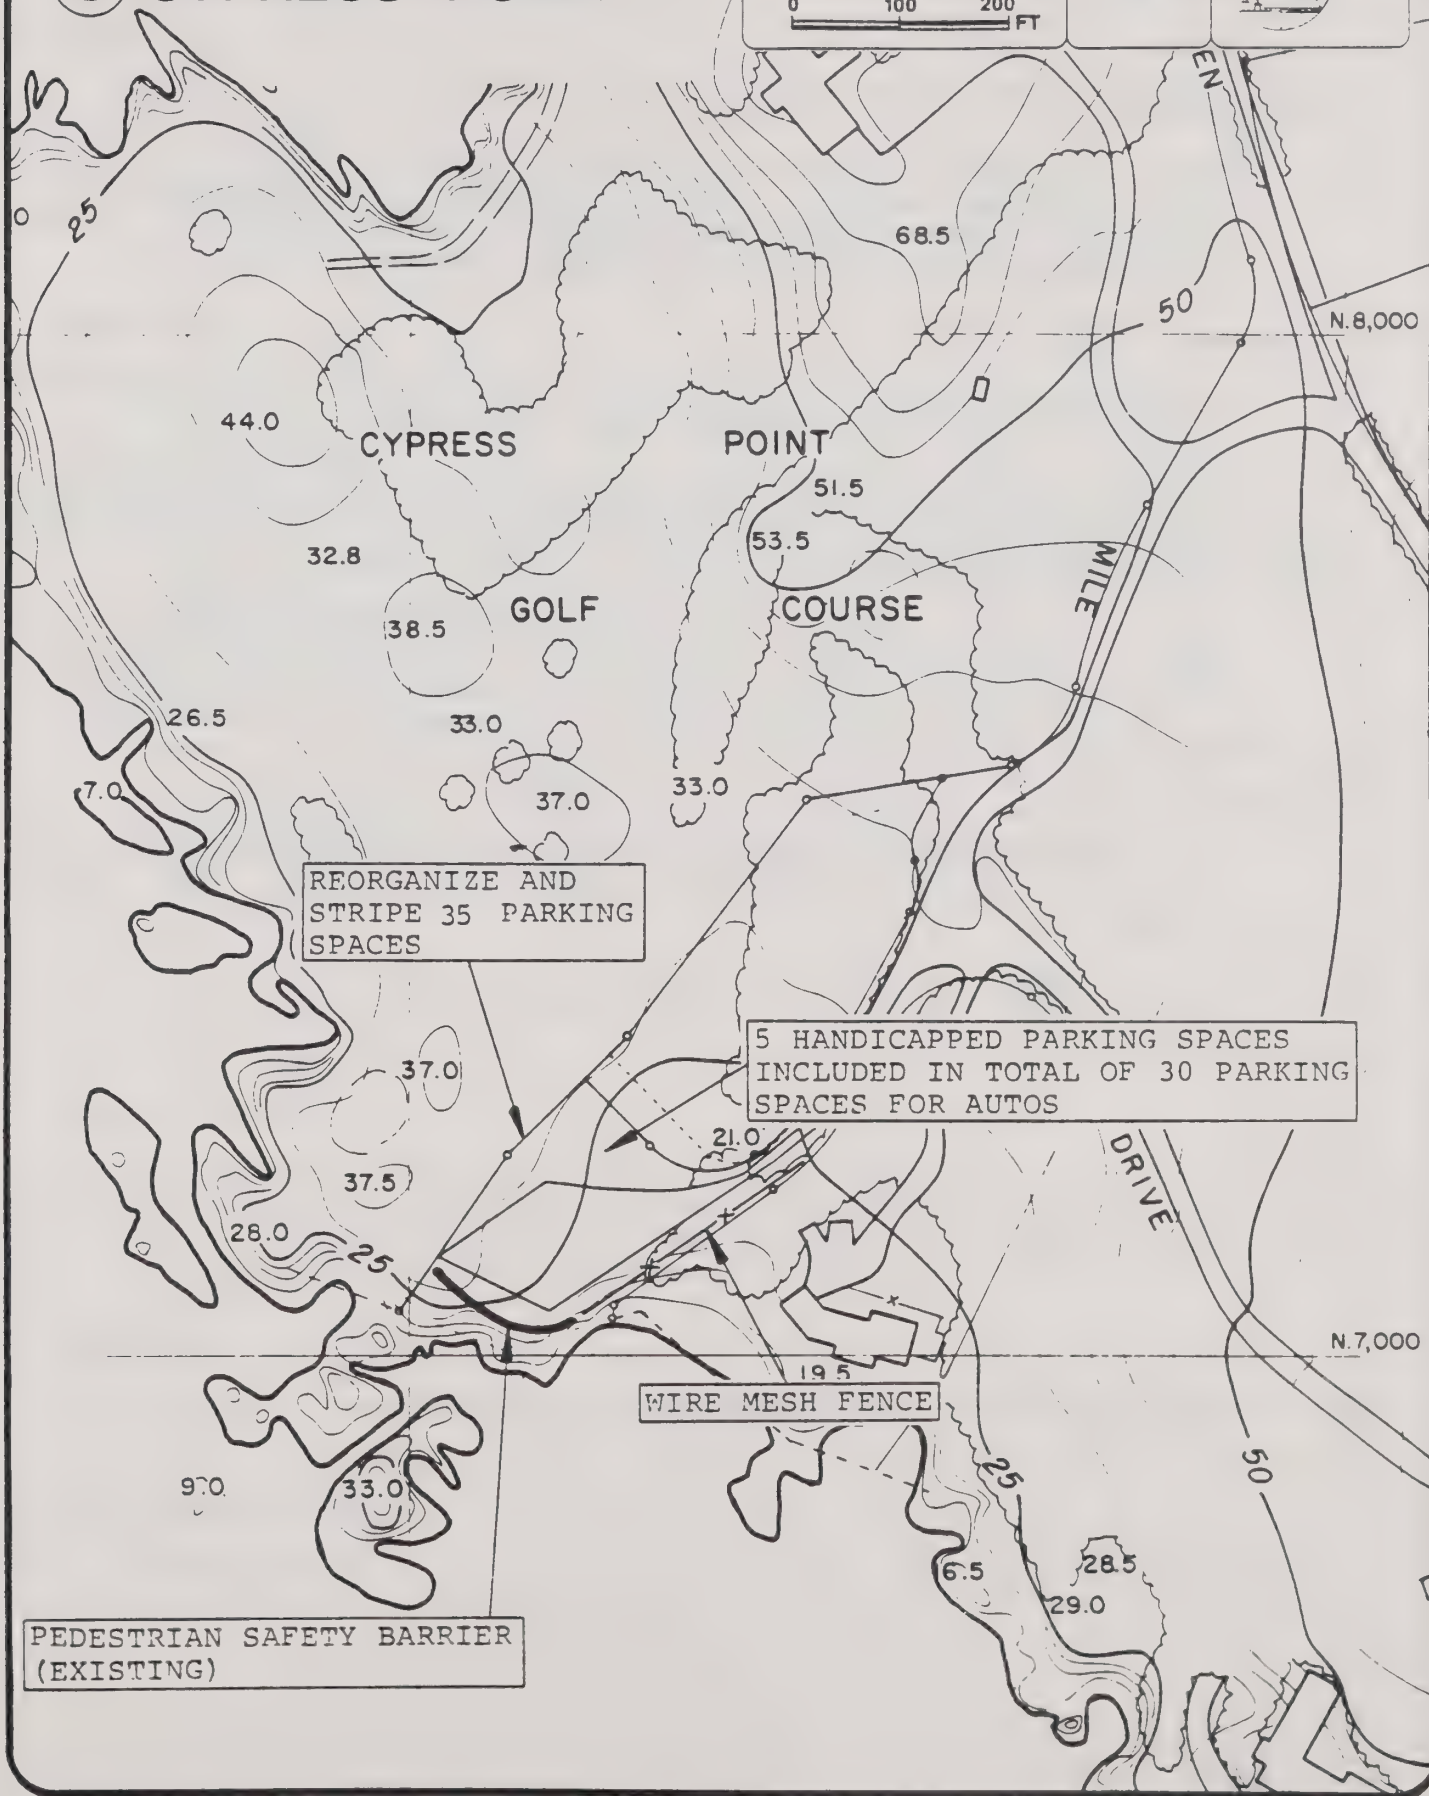 0 100 200
FT
EN
25
68.5
50
N.8,000
44.0
CYPRESS POINT
51.5
53.5
32.8
MILE
GOLF COURSE
38.5
26.5
33.0
7.0
37.0
33.0
REORGANIZE AND
STRIPE 35 PARKING
SPACES
5 HANDICAPPED PARKING SPACES
INCLUDED IN TOTAL OF 30 PARKING
SPACES FOR AUTOS
37.0
21.0
DRIVE
37.5
28.0
25
N.7,000
19.5
WIRE MESH FENCE
25
50
9.0
33.0
6.5
28.5
29.0
PEDESTRIAN SAFETY BARRIER
(EXISTING)